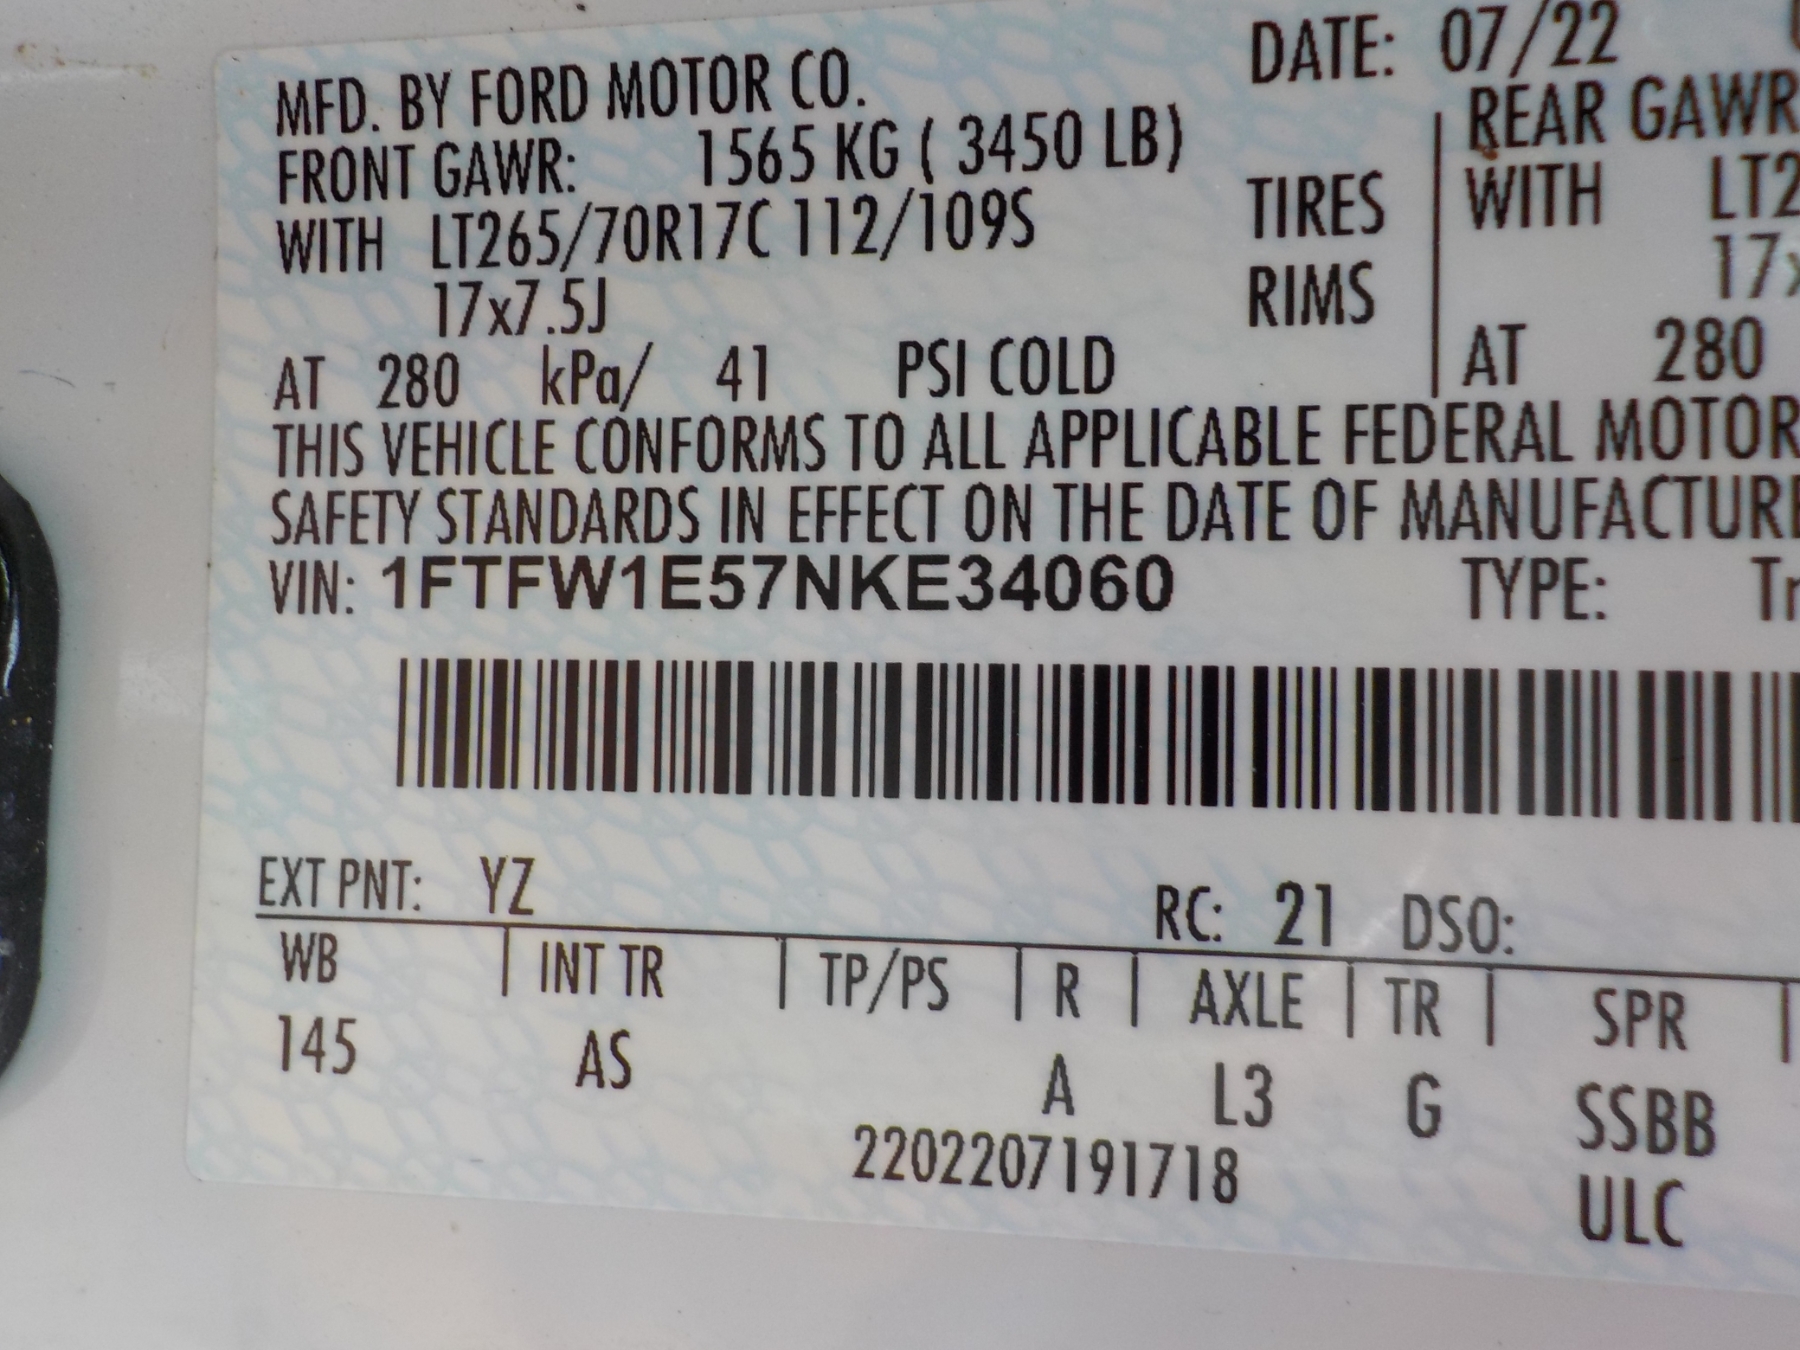 MFD. BY FORD MOTOR CO. DATE: 07/22
FRONT GAWR: 1565 KG ( 3450 LB) REAR GAWR
WITH LT265/70R17C 112/109S TIRES WITH LT2
17x7.5J RIMS 17x
AT 280 kPa/ 41 PSI COLD AT 280
THIS VEHICLE CONFORMS TO ALL APPLICABLE FEDERAL MOTOR
SAFETY STANDARDS IN EFFECT ON THE DATE OF MANUFACTURE
VIN: 1FTFW1E57NKE34060 TYPE: Tr
EXT PNT: YZ RC: 21 DSO:
WB | INT TR | TP/PS | R | AXLE | TR | SPR |
145 AS A L3 G SSBB
2202207191718 ULC